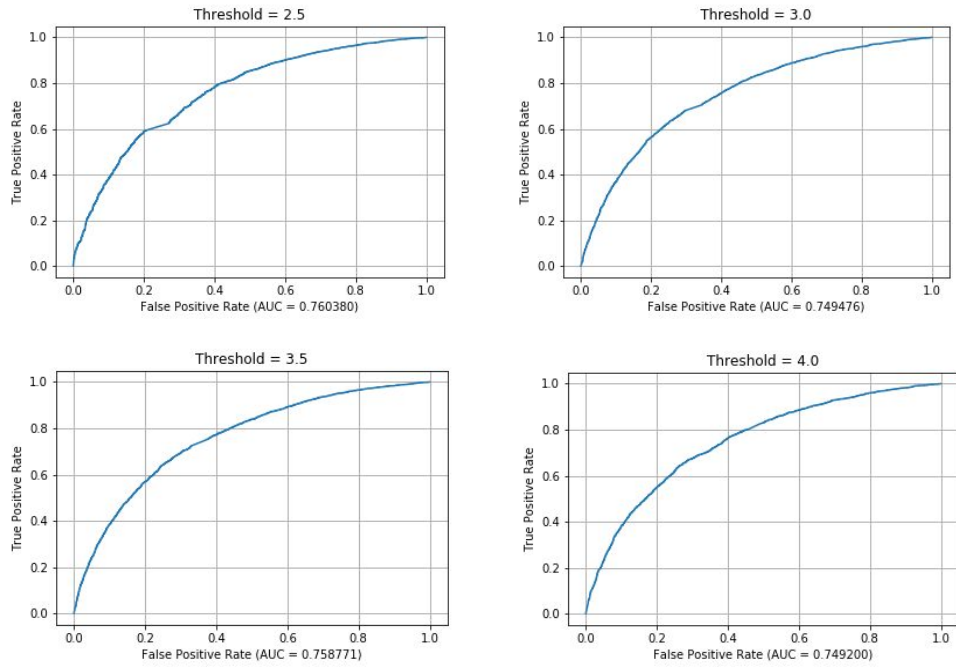 Threshold = 2.5
True Positive Rate
1.0
0.8
0.6
0.4
0.2
0.0
0.0 0.2 0.4 0.6 0.8 1.0
False Positive Rate (AUC = 0.760380)
Threshold = 3.0
True Positive Rate
1.0
0.8
0.6
0.4
0.2
0.0
0.0 0.2 0.4 0.6 0.8 1.0
False Positive Rate (AUC = 0.749476)
Threshold = 3.5
True Positive Rate
1.0
0.8
0.6
0.4
0.2
0.0
0.0 0.2 0.4 0.6 0.8 1.0
False Positive Rate (AUC = 0.758771)
Threshold = 4.0
True Positive Rate
1.0
0.8
0.6
0.4
0.2
0.0
0.0 0.2 0.4 0.6 0.8 1.0
False Positive Rate (AUC = 0.749200)